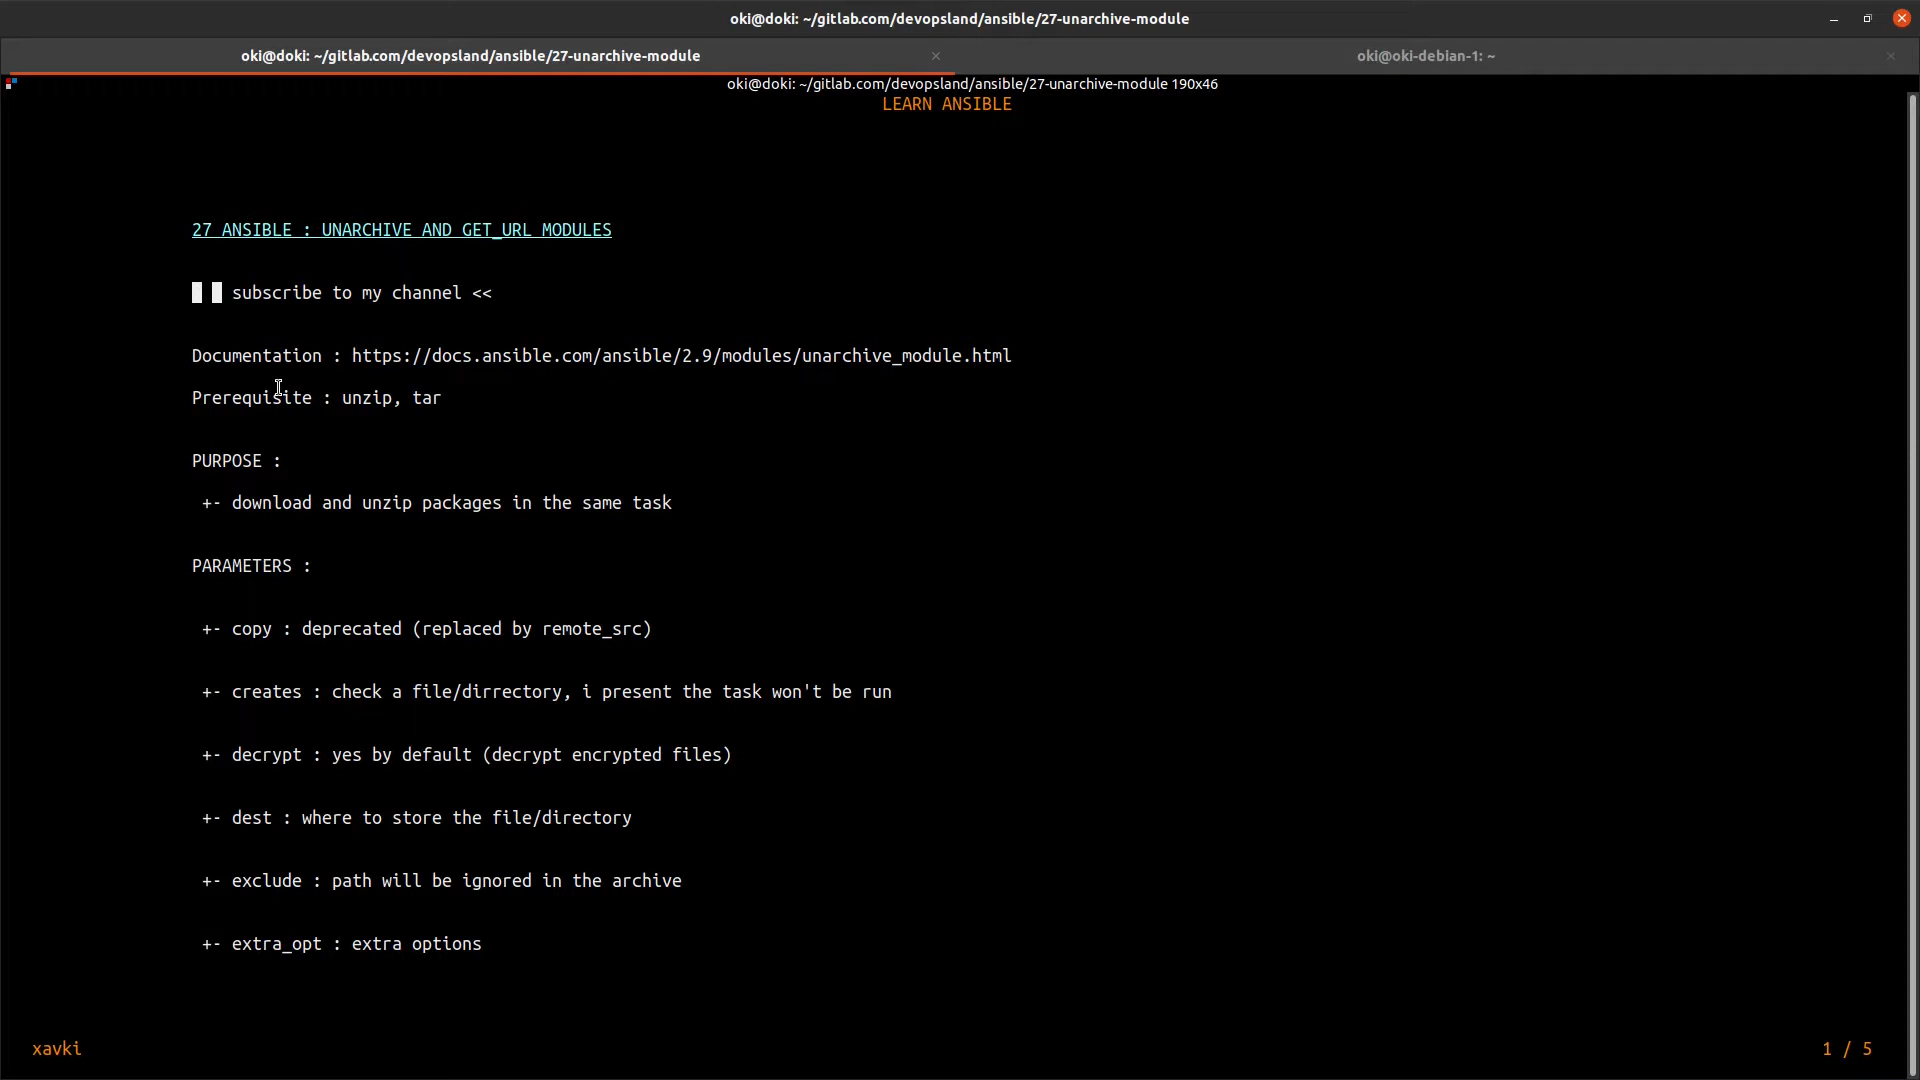 oki@doki: ~/gitlab.com/devopsland/ansible/27-unarchive-module
oki@doki: ~/gitlab.com/devopsland/ansible/27-unarchive-module
oki@oki-debian-1: ~
oki@doki: ~/gitlab.com/devopsland/ansible/27-unarchive-module 190x46
LEARN ANSIBLE
27 ANSIBLE : UNARCHIVE AND GET_URL MODULES
subscribe to my channel <<
Documentation : https://docs.ansible.com/ansible/2.9/modules/unarchive_module.html
Prerequisite : unzip, tar
PURPOSE :
+- download and unzip packages in the same task
PARAMETERS :
+- copy : deprecated (replaced by remote_src)
+- creates : check a file/dirrectory, i present the task won't be run
+- decrypt : yes by default (decrypt encrypted files)
+- dest : where to store the file/directory
+- exclude : path will be ignored in the archive
+- extra_opt : extra options
xavki
1 / 5